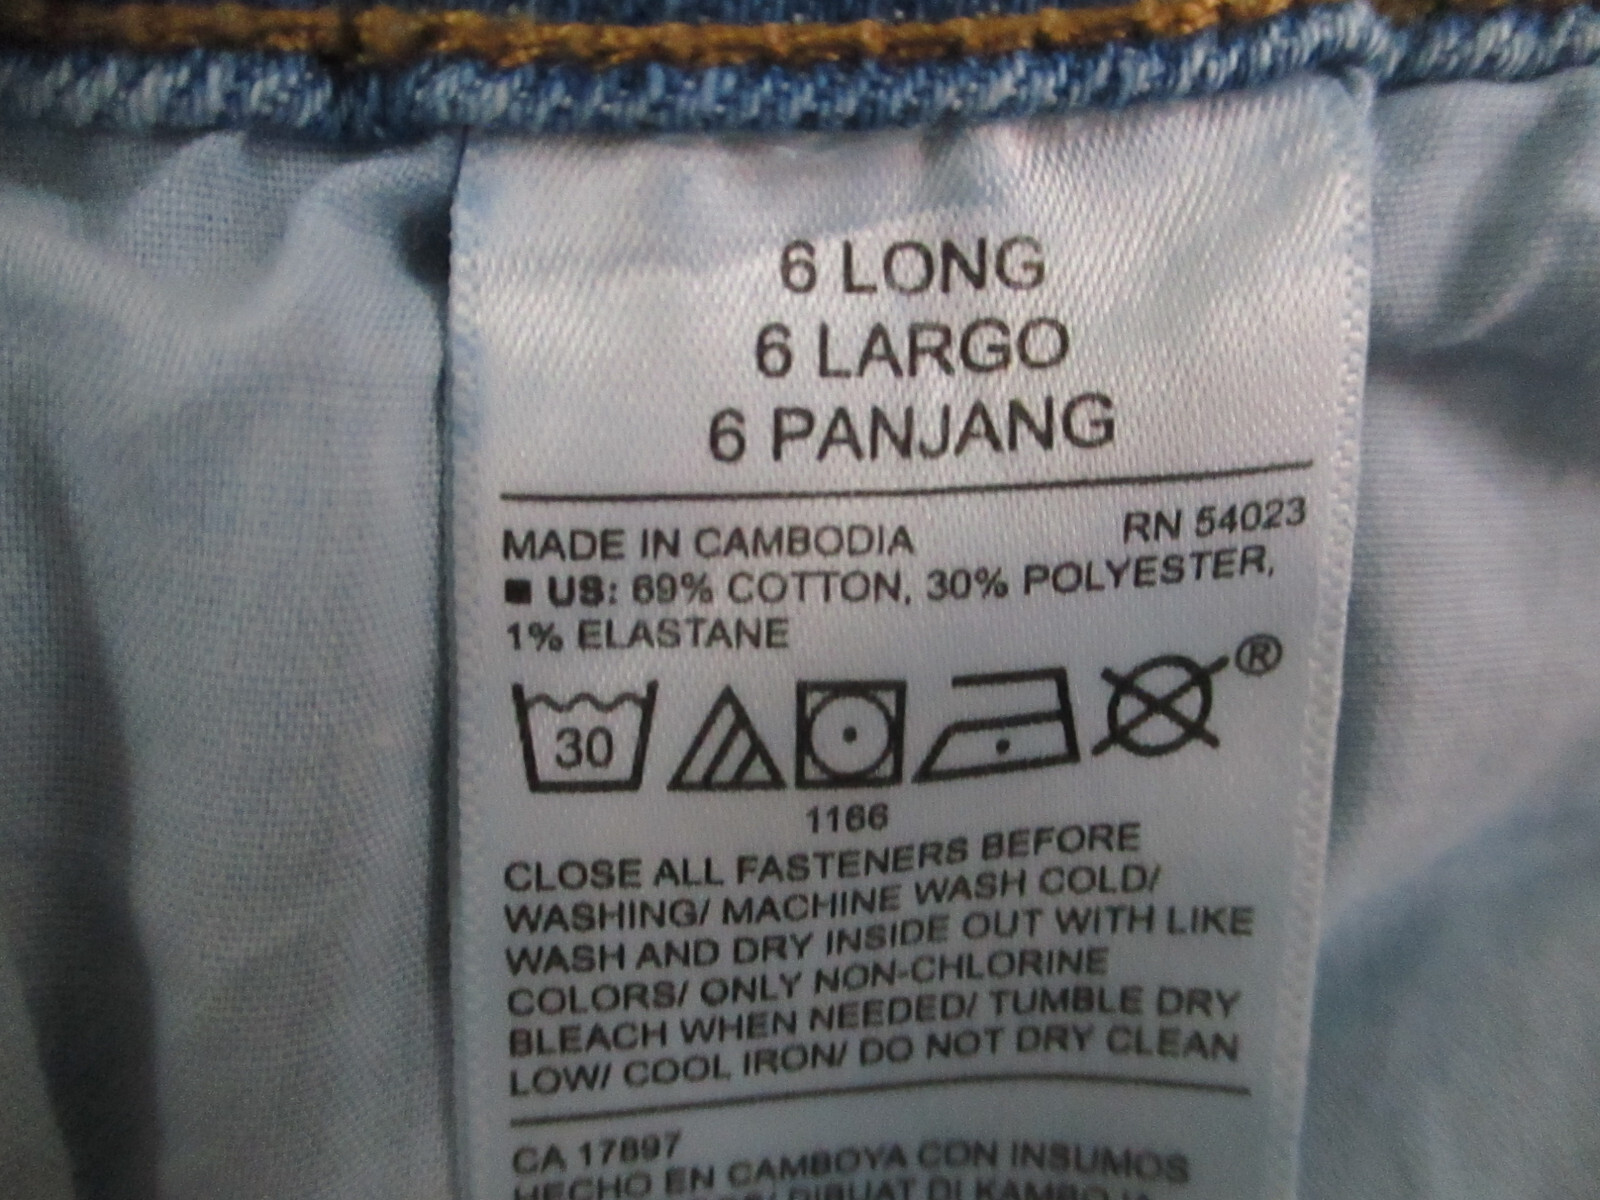 6 LONG
6 LARGO
6 PANJANG
MADE IN CAMBODIA RN 54023
■ US: 69% COTTON, 30% POLYESTER,
1% ELASTANE
30
®
1166
CLOSE ALL FASTENERS BEFORE
WASHING/ MACHINE WASH COLD/
WASH AND DRY INSIDE OUT WITH LIKE
COLORS/ ONLY NON-CHLORINE
BLEACH WHEN NEEDED/ TUMBLE DRY
LOW/ COOL IRON/ DO NOT DRY CLEAN
CA 17897
HECHO EN CAMBOYA CON INSUMOS
DIBUAT DI KAMBOJA